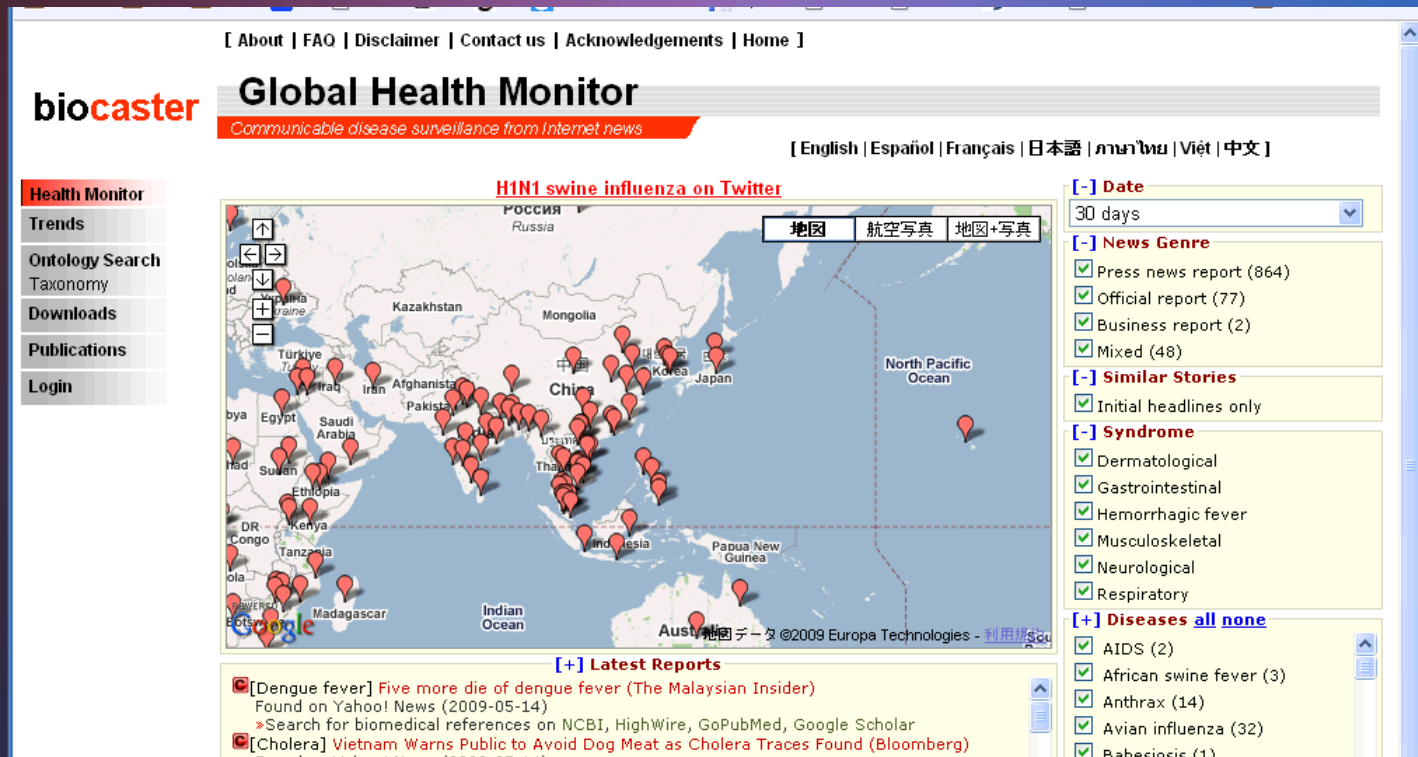 [ About | FAQ | Disclaimer | Contact us | Acknowledgements | Home ]
biocaster
Global Health Monitor
Communicable disease surveillance from Internet news
[ English | Español | Français | 日本語 | ภาษาไทย | Việt | 中文 ]
Health Monitor
Trends
Ontology Search
Taxonomy
Downloads
Publications
Login
H1N1 swine influenza on Twitter
地図
航空写真
地図+写真
Россия
Russia
Kazakhstan
Mongolia
Türkiye
Iraq
Iran
Afghanista
Pakist
中国
China
Korea
Japan
North Pacific
Ocean
Egypt
Saudi
Arabia
Sudan
Ethiopia
DR
Congo
Kenya
Tanzania
Indonesia
Papua New
Guinea
Madagascar
Indian
Ocean
POWERED
Google
地図データ ©2009 Europa Technologies -
[-] Date
30 days
[-] News Genre
Press news report (864)
Official report (77)
Business report (2)
Mixed (48)
[-] Similar Stories
Initial headlines only
[-] Syndrome
Dermatological
Gastrointestinal
Hemorrhagic fever
Musculoskeletal
Neurological
Respiratory
[+] Diseases all none
AIDS (2)
African swine fever (3)
Anthrax (14)
Avian influenza (32)
Babesiosis (1)
[+] Latest Reports
C [Dengue fever] Five more die of dengue fever (The Malaysian Insider)
Found on Yahoo! News (2009-05-14)
»Search for biomedical references on NCBI, HighWire, GoPubMed, Google Scholar
C [Cholera] Vietnam Warns Public to Avoid Dog Meat as Cholera Traces Found (Bloomberg)